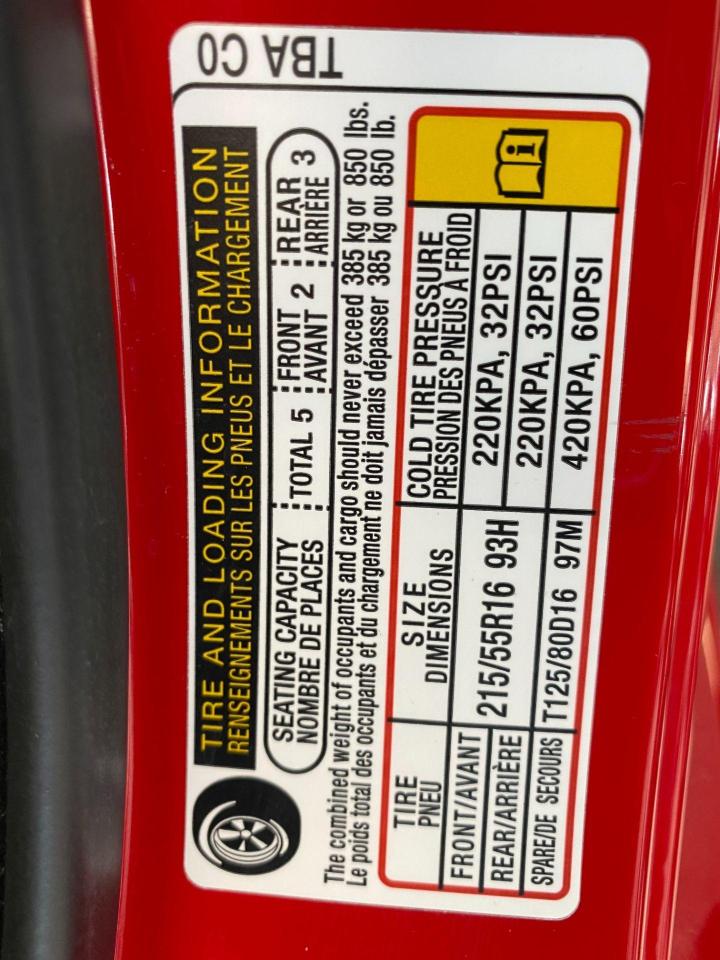 TBA C0
TIRE AND LOADING INFORMATION
RENSEIGNEMENTS SUR LES PNEUS ET LE CHARGEMENT
SEATING CAPACITY TOTAL 5 FRONT 2 REAR 3
NOMBRE DE PLACES AVANT ARRIÈRE
The combined weight of occupants and cargo should never exceed 385 kg or 850 lbs.
Le poids total des occupants et du chargement ne doit jamais dépasser 385 kg ou 850 lb.
TIRE SIZE COLD TIRE PRESSURE
PNEU DIMENSIONS PRESSION DES PNEUS À FROID
FRONT/AVANT 215/55R16 93H 220KPA, 32PSI
REAR/ARRIÈRE 220KPA, 32PSI
SPARE/DE SECOURS T125/80D16 97M 420KPA, 60PSI